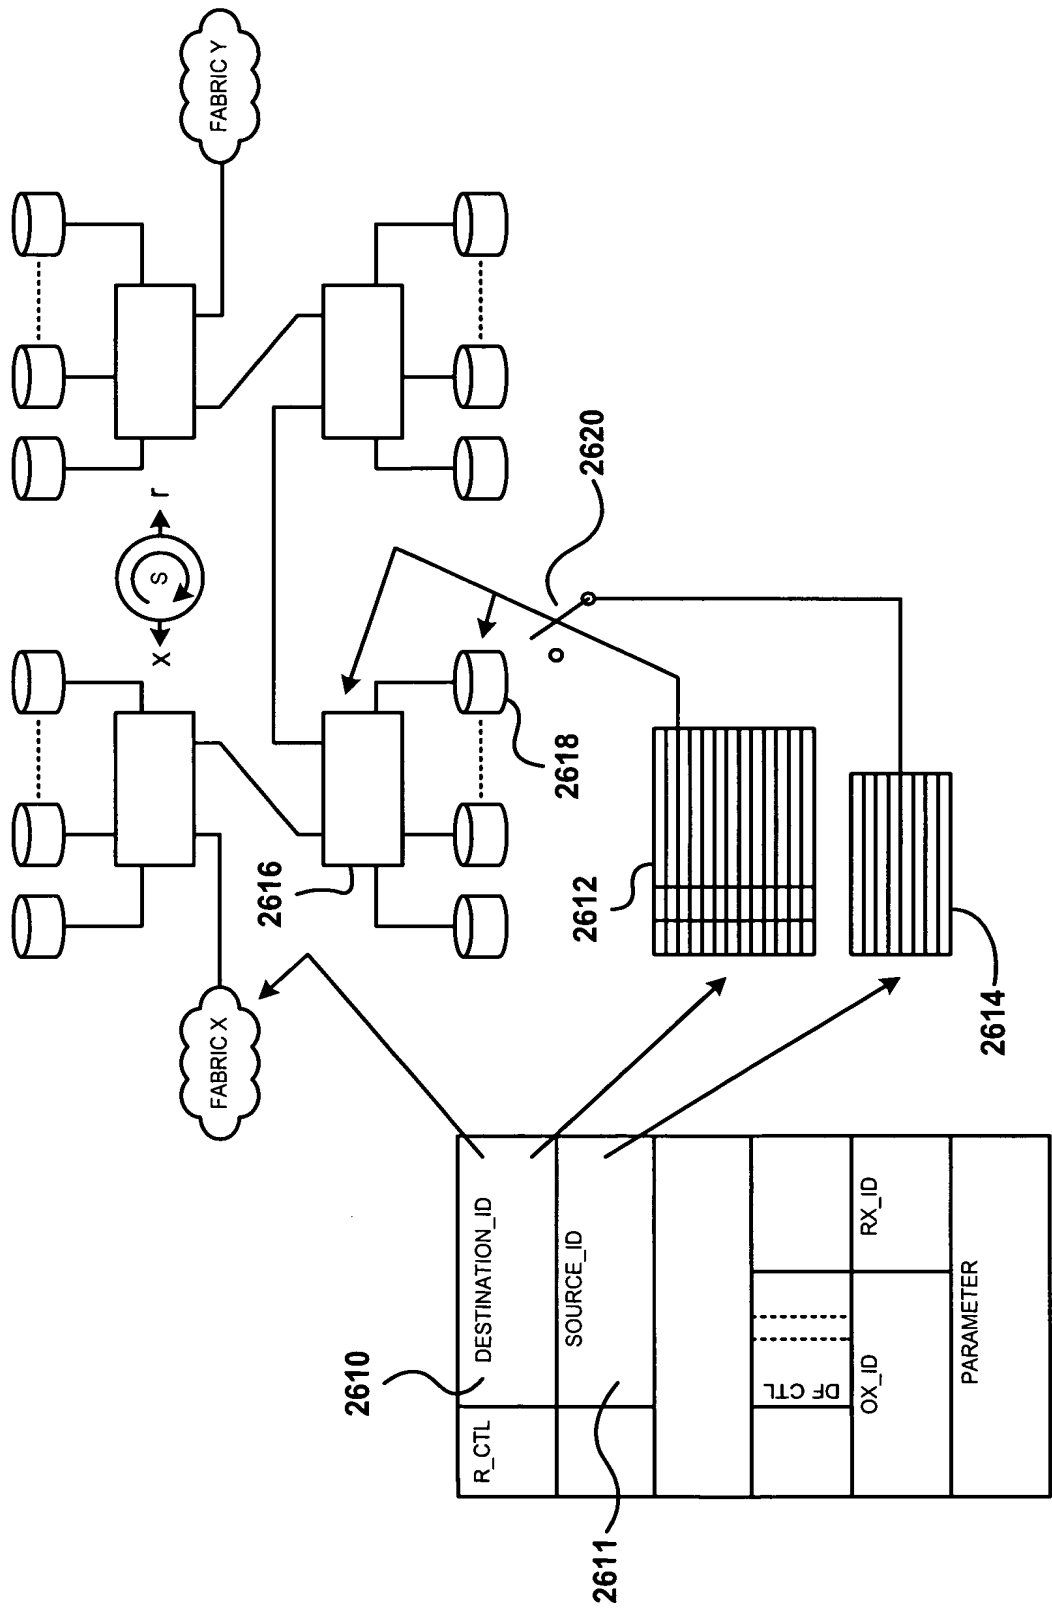 FABRIC X
FABRIC Y
X
S
r
2616
2618
2620
2612
2614
2610
2611
R_CTL
DESTINATION_ID
SOURCE_ID
DF CTL
OX_ID
RX_ID
PARAMETER